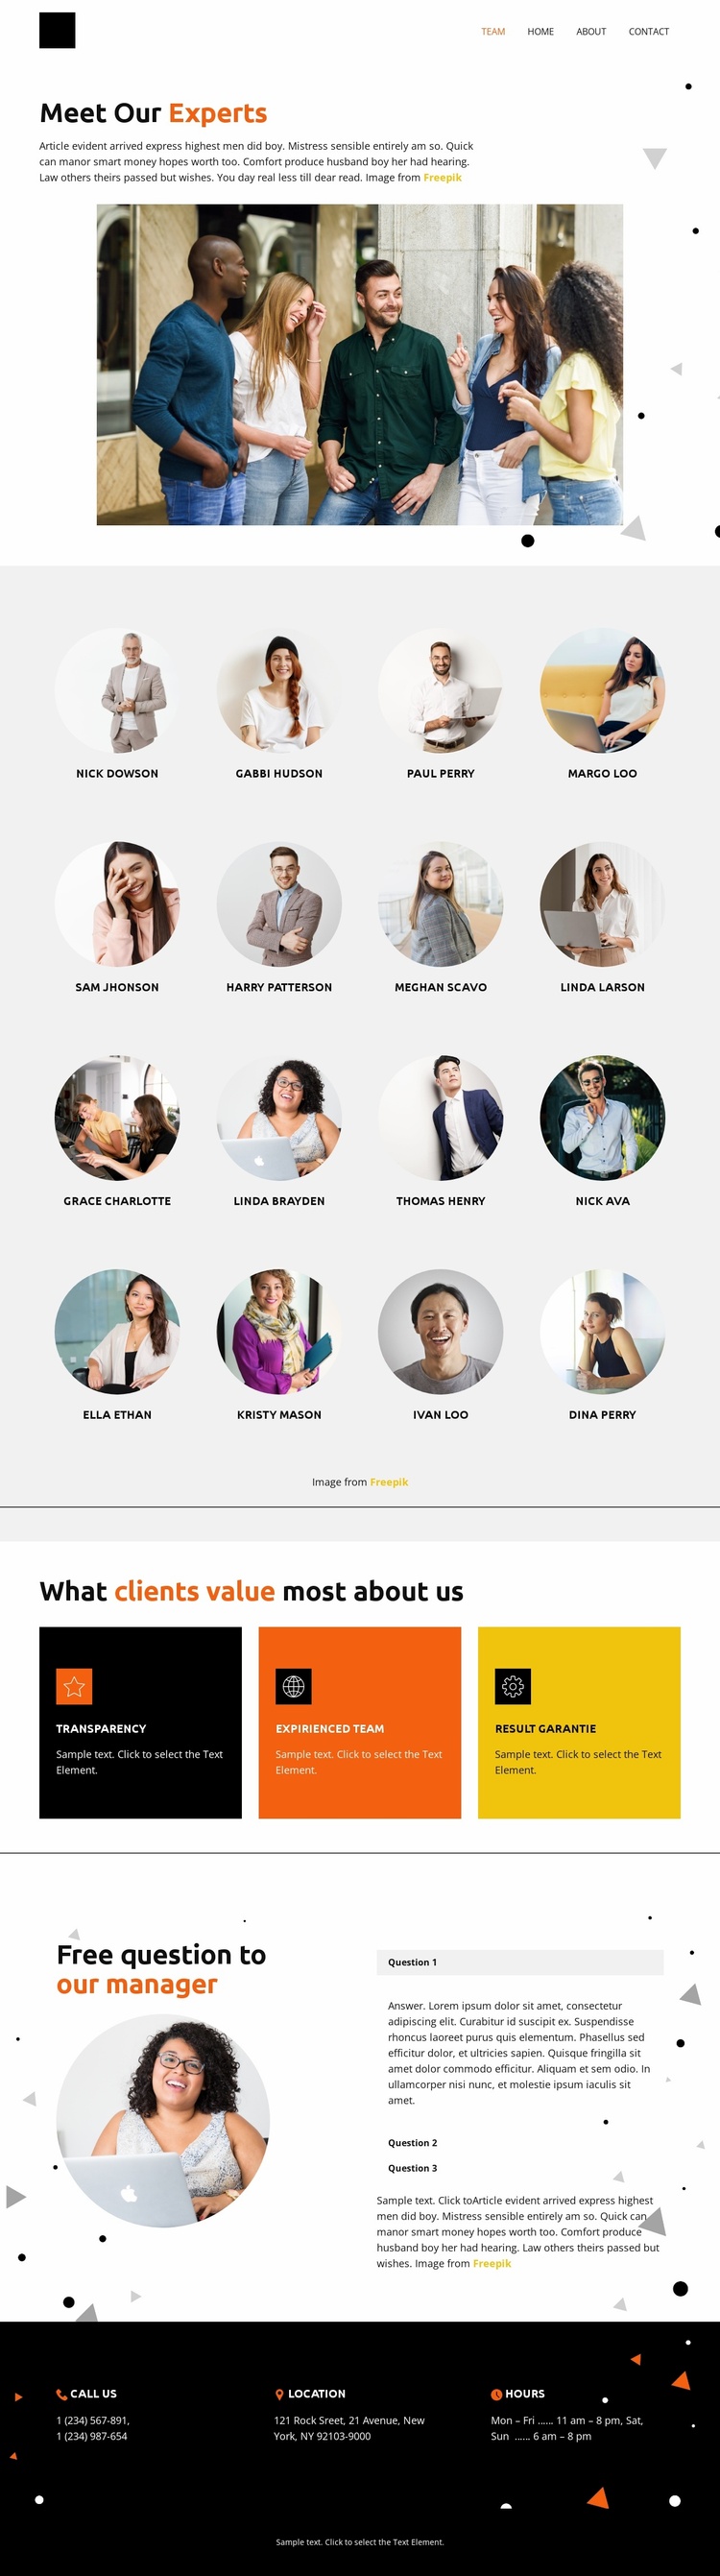 TEAM HOME ABOUT CONTACT
Meet Our Experts
Article evident arrived express highest men did boy. Mistress sensible entirely am so. Quick
can manor smart money hopes worth too. Comfort produce husband boy her had hearing.
Law others theirs passed but wishes. You day real less till dear read. Image from Freepik
NICK DOWSON
GABBI HUDSON
PAUL PERRY
MARGO LOO
SAM JHONSON
HARRY PATTERSON
MEGHAN SCAVO
LINDA LARSON
GRACE CHARLOTTE
LINDA BRAYDEN
THOMAS HENRY
NICK AVA
ELLA ETHAN
KRISTY MASON
IVAN LOO
DINA PERRY
Image from Freepik
What clients value most about us
TRANSPARENCY
Sample text. Click to select the Text
Element.
EXPIRIENCED TEAM
Sample text. Click to select the Text
Element.
RESULT GARANTIE
Sample text. Click to select the Text
Element.
Free question to
our manager
Question 1
Answer. Lorem ipsum dolor sit amet, consectetur
adipiscing elit. Curabitur id suscipit ex. Suspendisse
rhoncus laoreet purus quis elementum. Phasellus sed
efficitur dolor, et ultricies sapien. Quisque fringilla sit
amet dolor commodo efficitur. Aliquam et sem odio. In
ullamcorper nisi nunc, et molestie ipsum iaculis sit
amet.
Question 2
Question 3
Sample text. Click toArticle evident arrived express highest
men did boy. Mistress sensible entirely am so. Quick can
manor smart money hopes worth too. Comfort produce
husband boy her had hearing. Law others theirs passed but
wishes. Image from Freepik
CALL US
1 (234) 567-891,
1 (234) 987-654
LOCATION
121 Rock Sreet, 21 Avenue, New
York, NY 92103-9000
HOURS
Mon – Fri ...... 11 am – 8 pm, Sat,
Sun  ...... 6 am – 8 pm
Sample text. Click to select the Text Element.